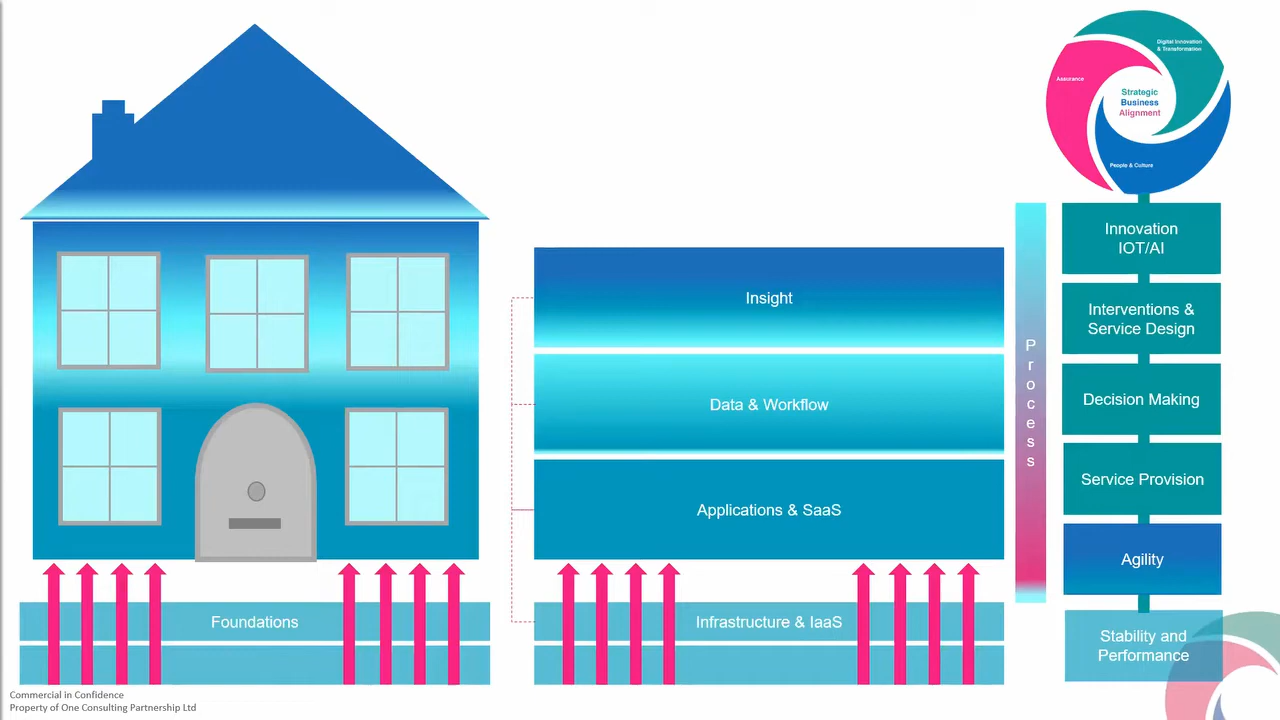 Digital Innovation
& Transformation
Assurance
Strategic
Business
Alignment
People & Culture
Innovation
IOT/AI
Insight
Interventions &
Service Design
Process
Data & Workflow
Decision Making
Service Provision
Applications & SaaS
Agility
Foundations
Infrastructure & IaaS
Stability and
Performance
Commercial in Confidence
Property of One Consulting Partnership Ltd